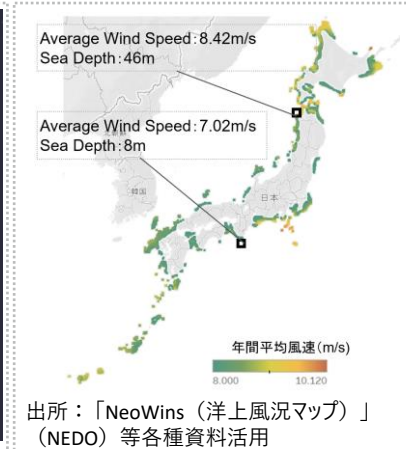 Average Wind Speed：8.42m/s
Sea Depth：46m
Average Wind Speed：7.02m/s
Sea Depth：8m
韓国
日本
年間平均風速（m/s）
8.000 10.120
出所：「NeoWins（洋上風況マップ）」
（NEDO）等各種資料活用